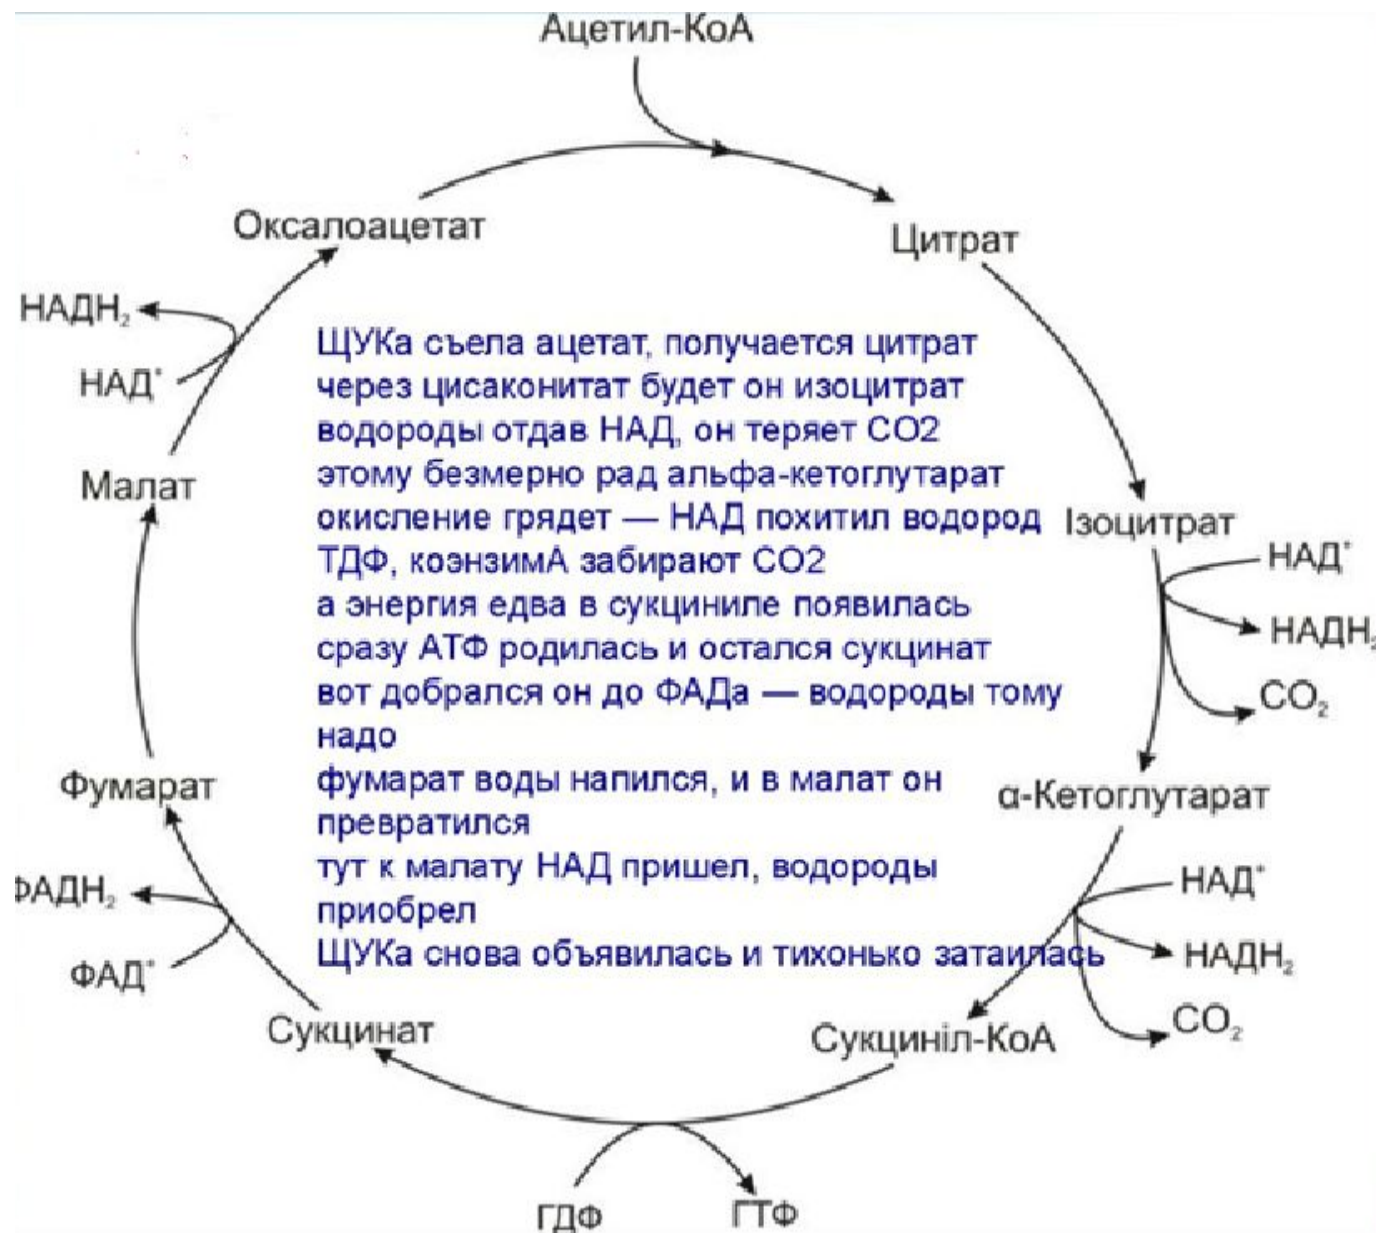 Ацетил-КоА
Оксалоацетат
Цитрат
НАДН₂
НАД⁺
ЩУКа съела ацетат, получается цитрат
через цисаконитат будет он изоцитрат
водороды отдав НАД, он теряет СО2
этому безмерно рад альфа-кетоглутарат
окисление грядет — НАД похитил водород
ТДФ, коэнзимА забирают СО2
а энергия едва в сукциниле появилась
сразу АТФ родилась и остался сукцинат
вот добрался он до ФАДа — водороды тому
надо
фумарат воды напился, и в малат он
превратился
тут к малату НАД пришел, водороды
приобрел
ЩУКа снова объявилась и тихонько затаилась
Малат
Ізоцитрат
НАД⁺
НАДН₂
СО₂
Фумарат
α-Кетоглутарат
ФАДН₂
ФАД⁺
НАД⁺
НАДН₂
СО₂
Сукцинат
Сукциніл-КоА
ГДФ
ГТФ